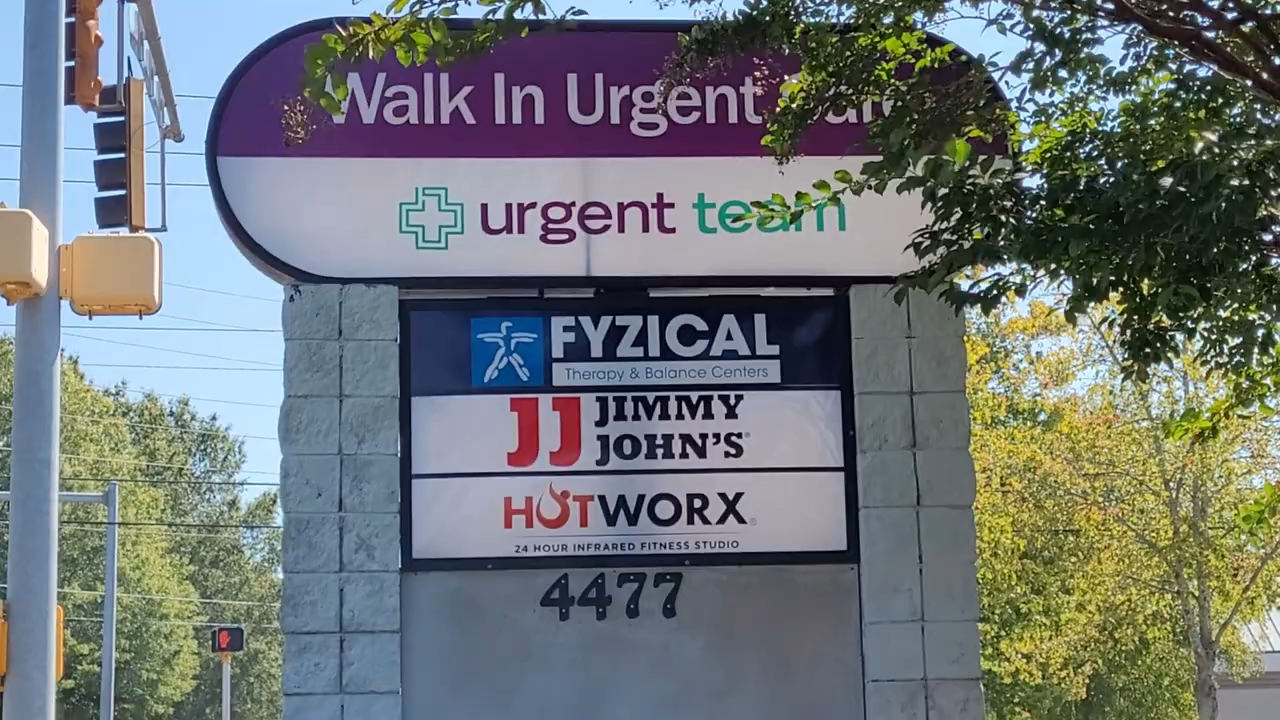 Walk In Urgent Care
urgent team
FYZICAL
Therapy & Balance Centers
JJ JIMMY
JOHN'S®
HOTWORX®
24 HOUR INFRARED FITNESS STUDIO
4477